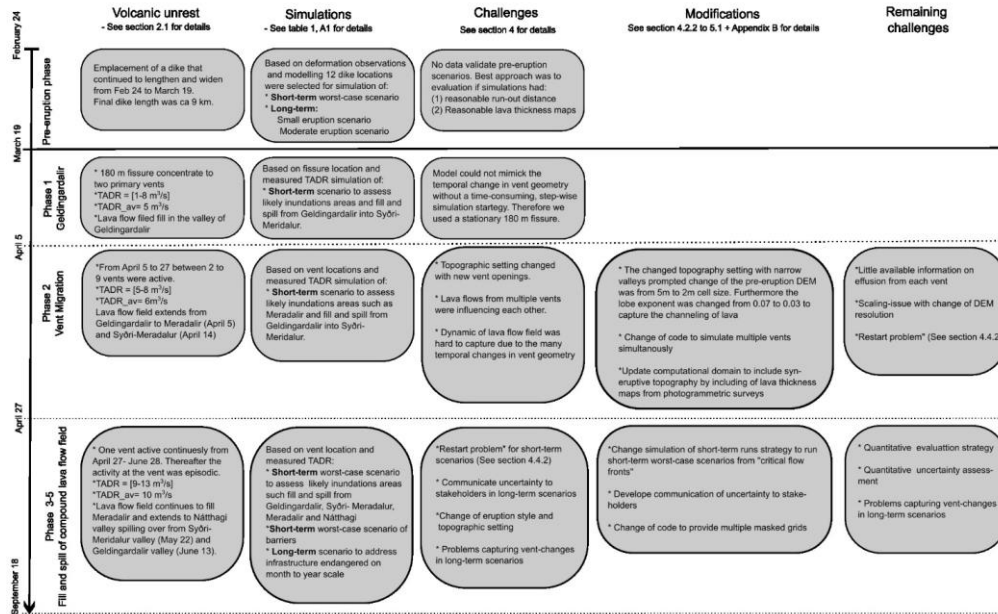 Volcanic unrest
- See section 2.1 for details
Simulations
- See table 1, A1 for details
Challenges
See section 4 for details
Modifications
See section 4.2.2 to 5.1 + Appendix B for details
Remaining
challenges
February 24
Pre-eruption phase
Emplacement of a dike that
continued to lengthen and widen
from Feb 24 to March 19.
Final dike length was ca 9 km.
Based on deformation observations
and modelling 12 dike locations
were selected for simulation of:
* Short-term worst-case scenario
* Long-term:
Small eruption scenario
Moderate eruption scenario
No data validate pre-eruption
scenarios. Best approach was to
evaluation if simulations had:
(1) reasonable run-out distance
(2) Reasonable lava thickness maps
March 19
Phase 1
Geldingardalir
* 180 m fissure concentrate to
two primary vents
*TADR = [1-8 m³/s]
*TADR_av= 5 m³/s
*Lava flow filed fill in the valley of
Geldingardalir
Based on fissure location and
measured TADR simulation of:
* Short-term scenario to assess
likely inundations areas and fill and
spill from Geldingardalir into Syðri-
Meridalur.
Model could not mimick the
temporal change in vent geometry
without a time-consuming, step-wise
simulation startegy. Therefore we
used a stationary 180 m fissure.
April 5
Phase 2
Vent Migration
*From April 5 to 27 between 2 to
9 vents were active.
*TADR = [5-8 m³/s]
*TADR_av= 6m³/s
Lava flow field extends from
Geldingardalir to Meradalir (April 5)
and Syðri-Meradalur (April 14)
Based on vent locations and
measured TADR simulation of:
* Short-term scenario to assess
likely inundations areas such as
Meradalir and fill and spill from
Geldingardalir into Syðri-
Meridalur.
* Topographic setting changed
with new vent openings.
* Lava flows from multiple vents
were influencing each other.
* Dynamic of lava flow field was
hard to capture due to the many
temporal changes in vent geometry
* The changed topography setting with narrow
valleys prompted change of the pre-eruption DEM
was from 5m to 2m cell size. Furthermore the
lobe exponent was changed from 0.07 to 0.03 to
capture the channeling of lava
* Change of code to simulate multiple vents
simultanously
*Update computational domain to include syn-
eruptive topography by including of lava thickness
maps from photogrammetric surveys
*Little available information on
effusion from each vent
*Scaling-issue with change of DEM
resolution
*Restart problem" (See section 4.4.2)
April 27
Phase 3-5
Fill and spill of compound lava flow field
* One vent active continuesly from
April 27- June 28. Thereafter the
activity at the vent was episodic.
*TADR = [9-13 m³/s]
*TADR_av= 10 m³/s
*Lava flow field continues to fill
Meradalir and extends to Nátthagi
valley spilling over from Syðri-
Meridalur valley (May 22) and
Geldingardalir valley (June 13).
Based on vent location and
measured TADR:
* Short-term worst-case scenario
to assess likely inundations areas
such fill and spill from
Geldingardalir, Syðri- Meradalur,
Meradalir and Nátthagi
*Short-term worst-case scenario of
barriers
* Long-term scenario to address
infrastructure endangered on
month to year scale
*Restart problem" for short-term
scenarios (See section 4.4.2)
* Communicate uncertainty to
stakeholders in long-term scenarios
*Change of eruption style and
topographic setting
* Problems capturing vent-changes
in long-term scenarios
*Change simulation of short-term runs strategy to run
short-term worst-case scenarios from "critical flow
fronts"
* Develop communication of uncertainty to stake-
holders
* Change of code to provide multiple masked grids
* Quantitative evaluation strategy
* Quantitative uncertainty assess-
ment
* Problems capturing vent-changes
in long-term scenarios
September 18